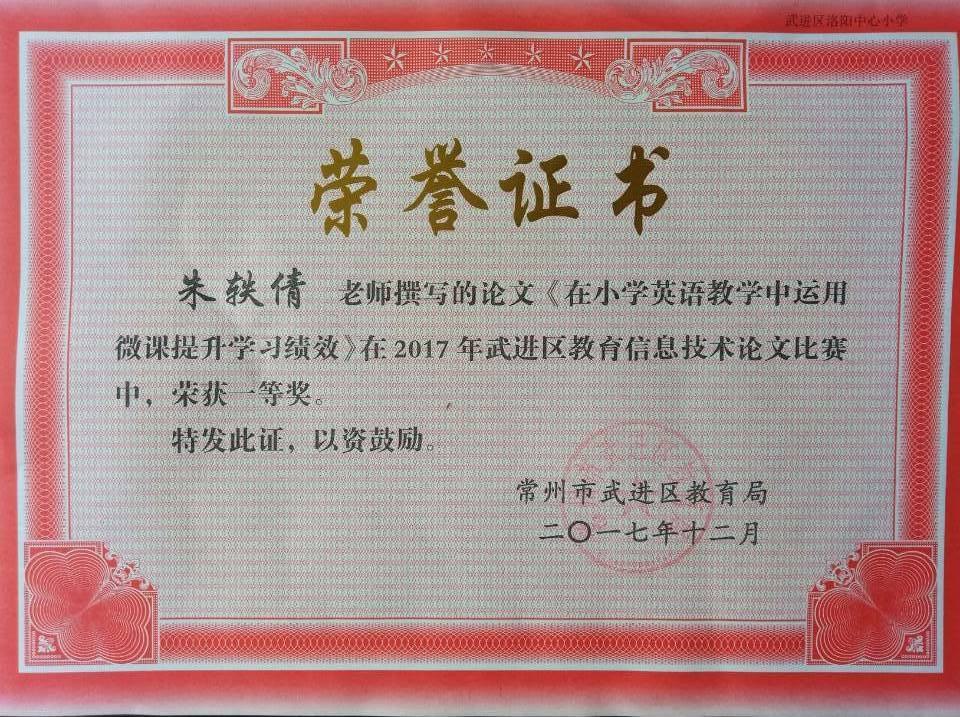 武进区洛阳中心小学
荣誉证书
朱轶倩 老师撰写的论文《在小学英语教学中运用
微课提升学习绩效》在2017年武进区教育信息技术论文比赛
中，荣获一等奖。
特发此证，以资鼓励。
常州市武进区教育局
二〇一七年十二月